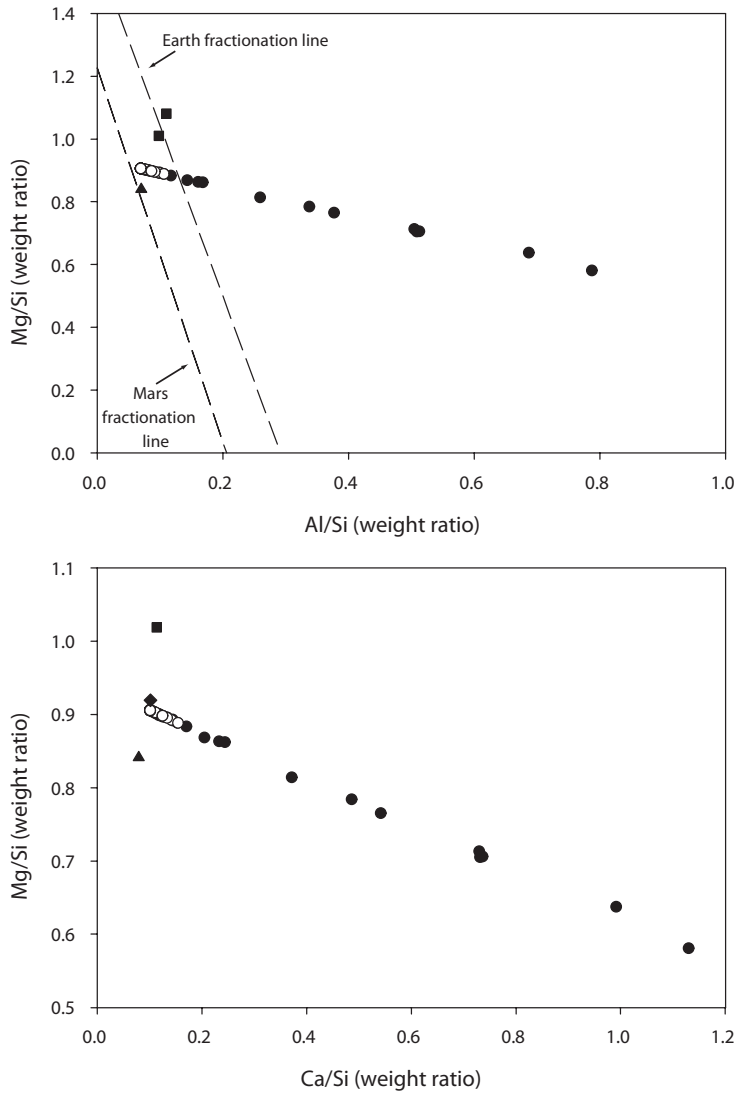 1.4
Earth fractionation line
1.2
1.0
0.8
0.6
0.4
0.2
0.0
Mg/Si (weight ratio)
Mars
fractionation
line
0.0 0.2 0.4 0.6 0.8 1.0
Al/Si (weight ratio)
1.1
1.0
0.9
0.8
0.7
0.6
0.5
Mg/Si (weight ratio)
0.0 0.2 0.4 0.6 0.8 1.0 1.2
Ca/Si (weight ratio)